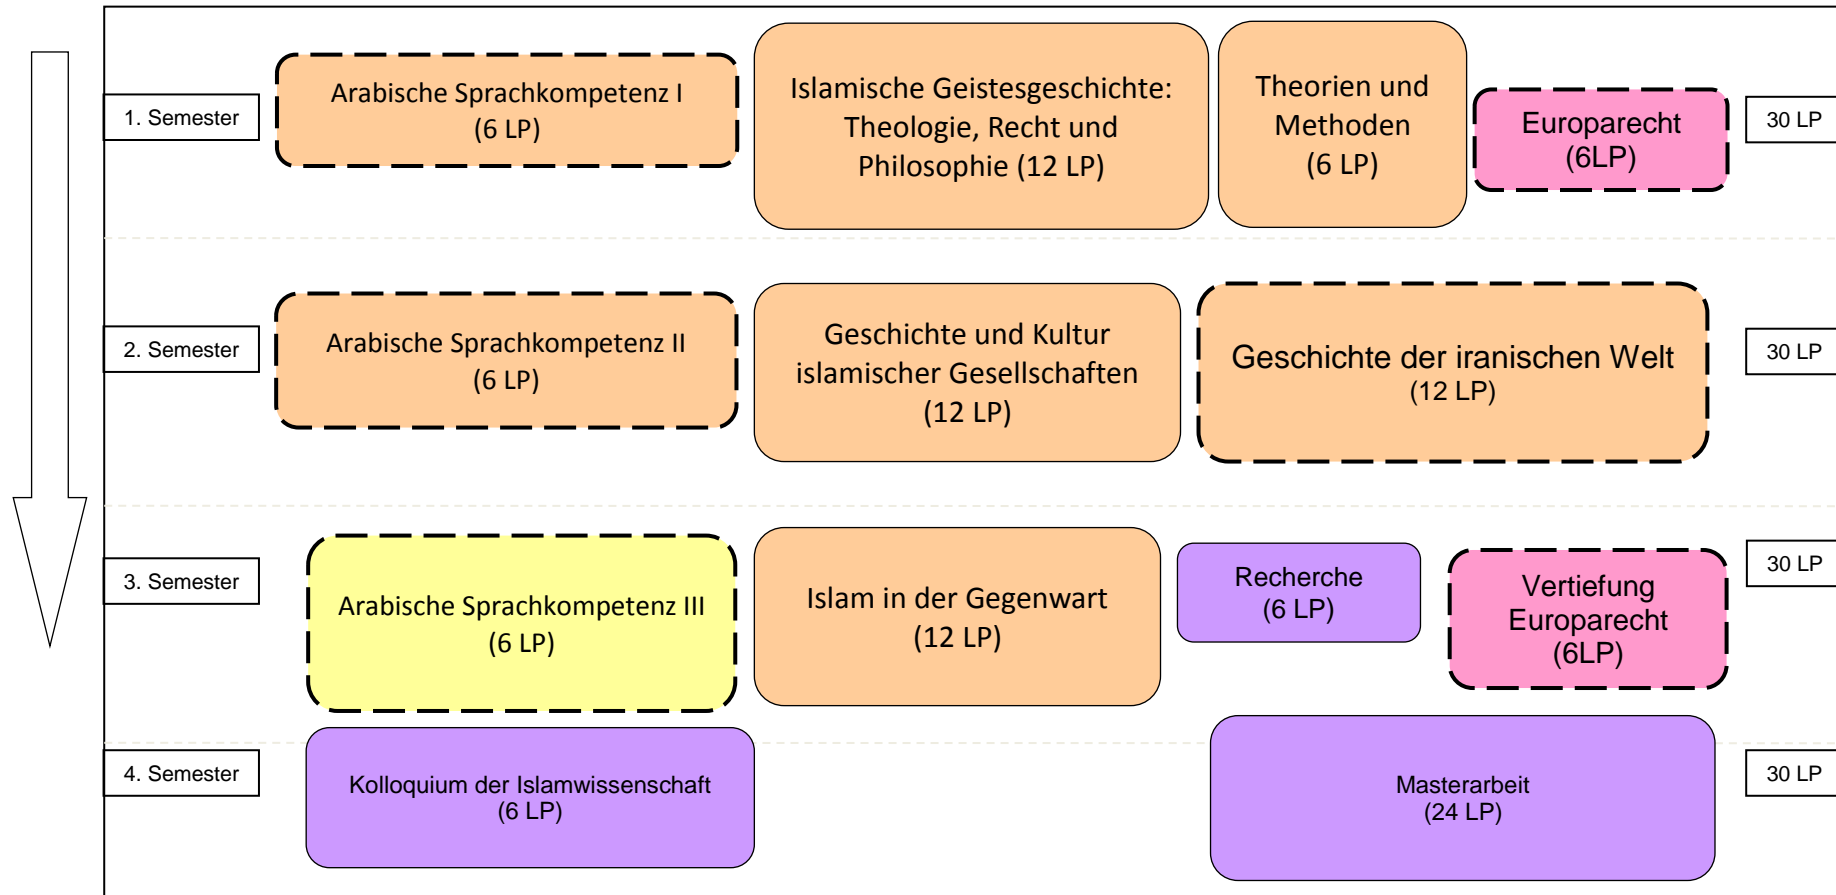 1. Semester
Arabische Sprachkompetenz I
(6 LP)
Islamische Geistesgeschichte:
Theologie, Recht und
Philosophie (12 LP)
Theorien und
Methoden
(6 LP)
Europarecht
(6LP)
30 LP
2. Semester
Arabische Sprachkompetenz II
(6 LP)
Geschichte und Kultur
islamischer Gesellschaften
(12 LP)
Geschichte der iranischen Welt
(12 LP)
30 LP
3. Semester
Arabische Sprachkompetenz III
(6 LP)
Islam in der Gegenwart
(12 LP)
Recherche
(6 LP)
Vertiefung
Europarecht
(6LP)
30 LP
4. Semester
Kolloquium der Islamwissenschaft
(6 LP)
Masterarbeit
(24 LP)
30 LP